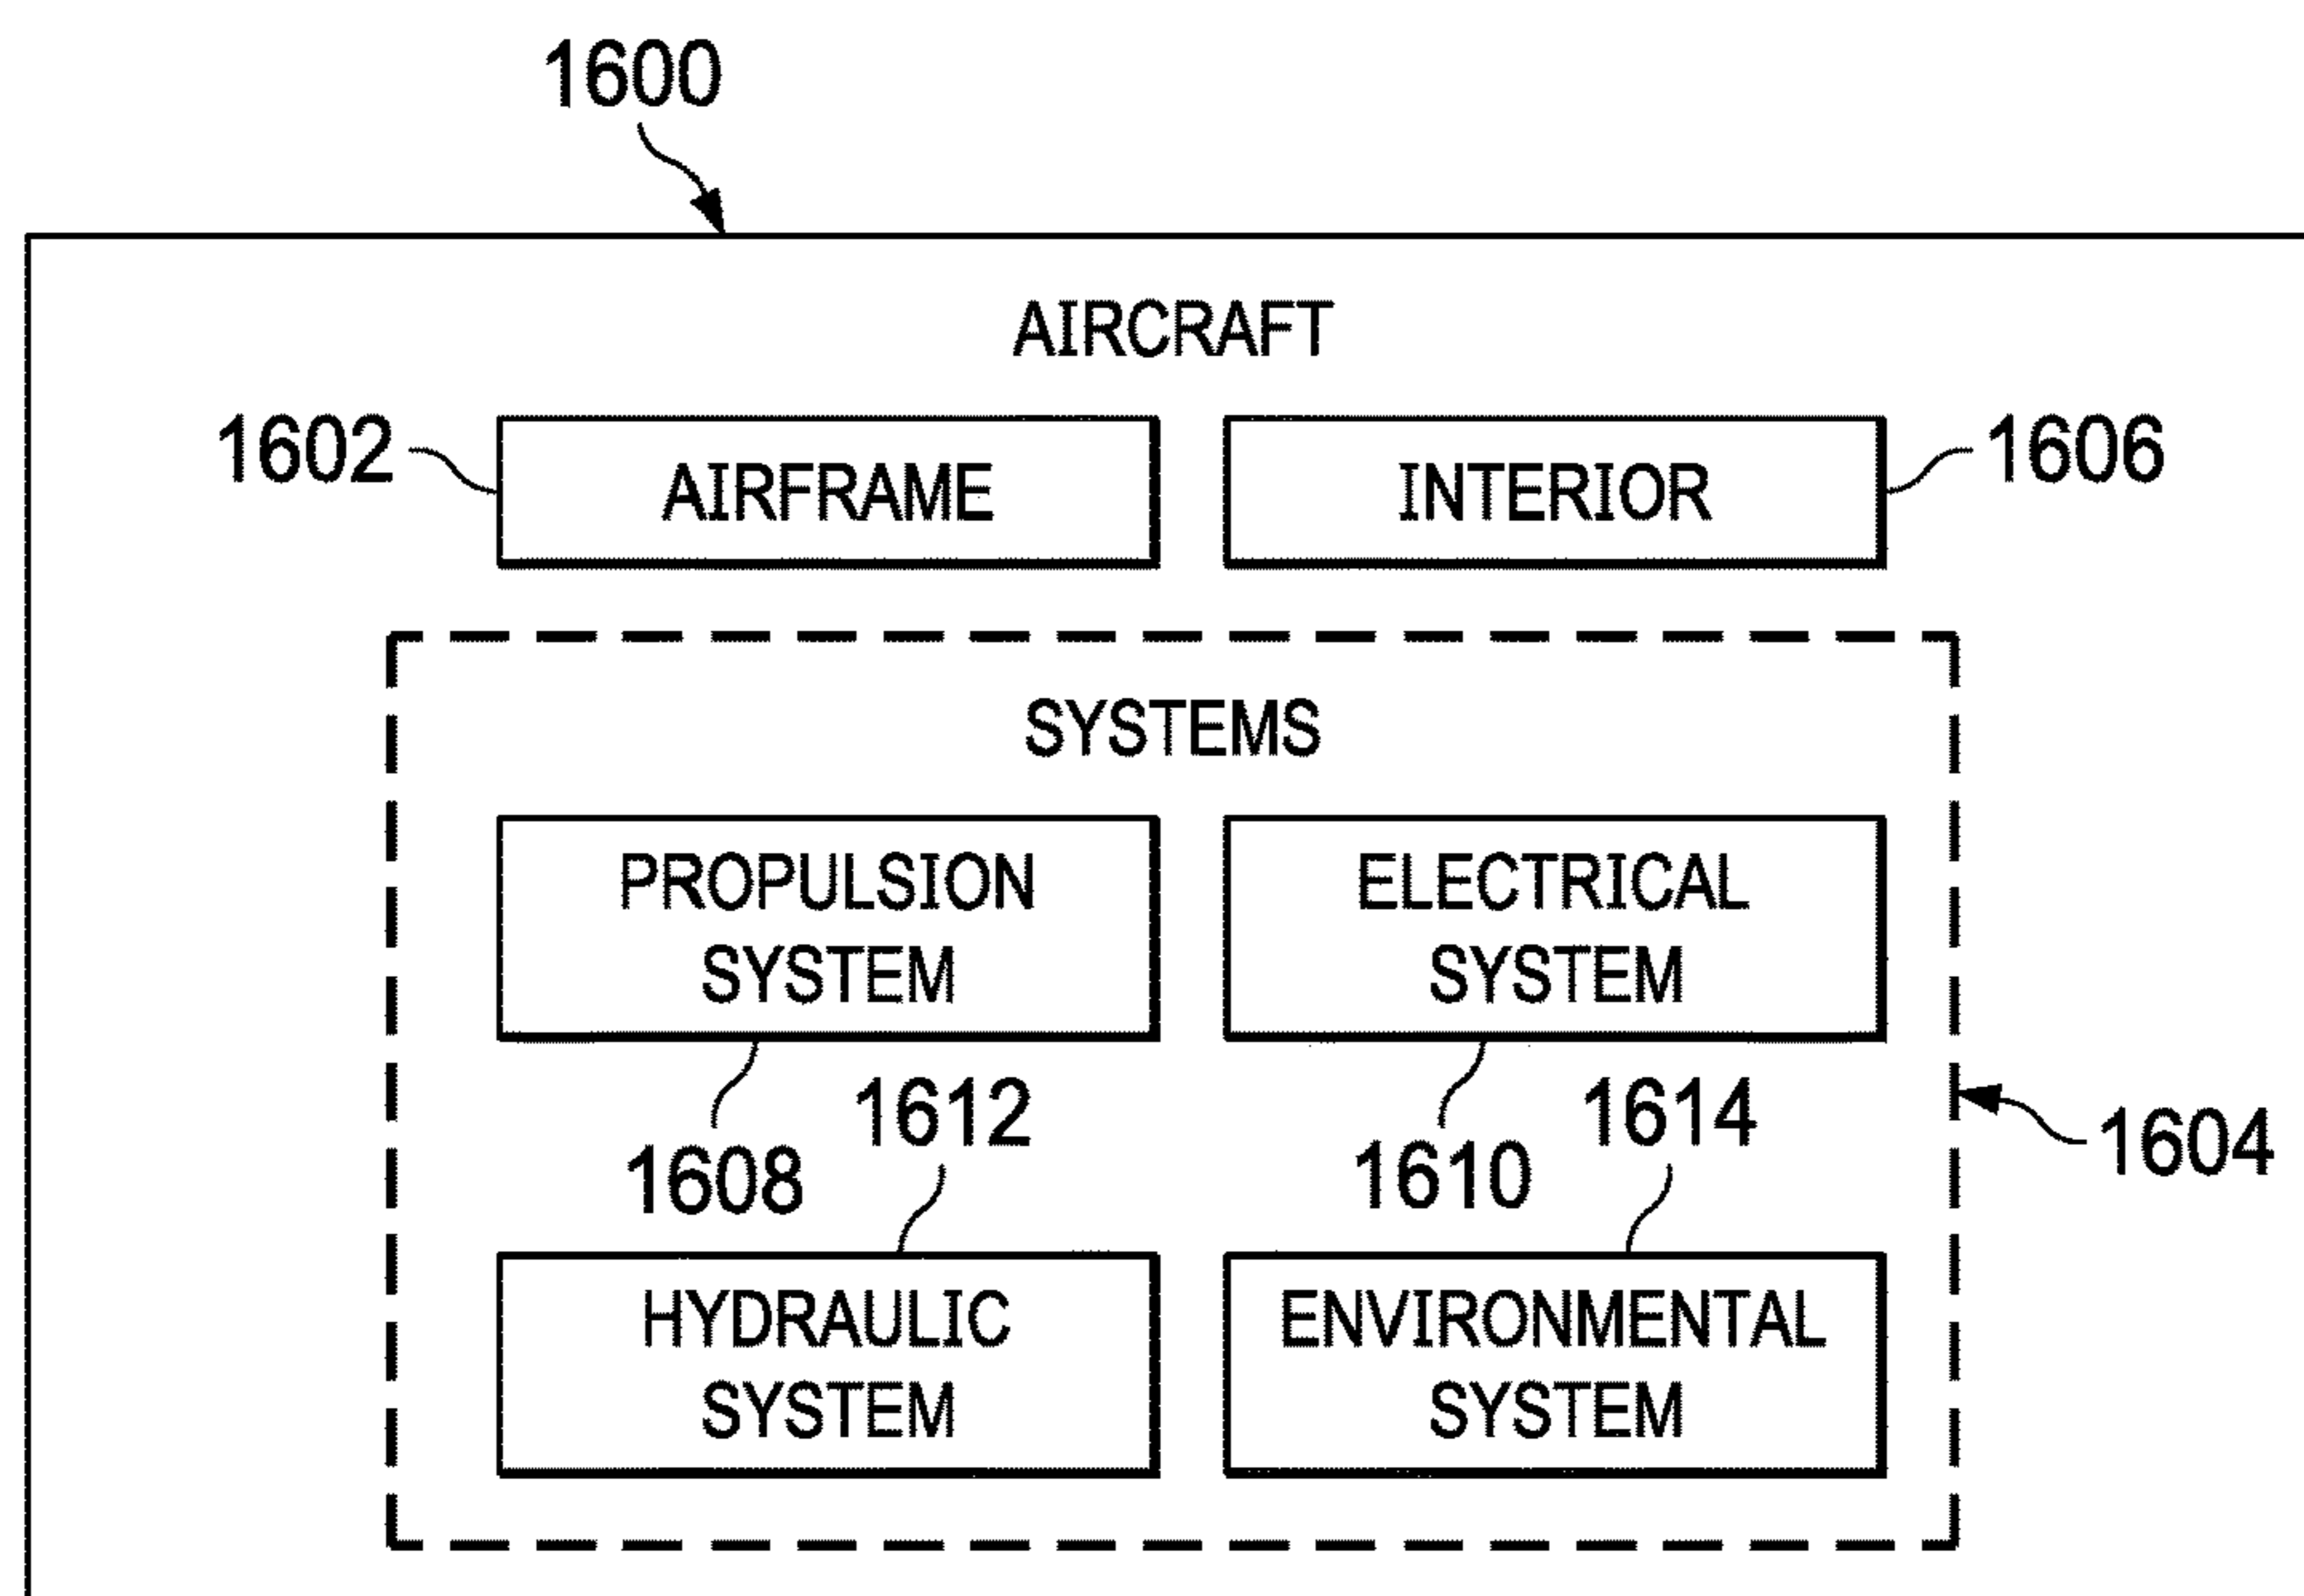 1600
AIRCRAFT
1602
AIRFRAME
INTERIOR
1606
SYSTEMS
PROPULSION
SYSTEM
ELECTRICAL
SYSTEM
1608
1612
1610
1614
1604
HYDRAULIC
SYSTEM
ENVIRONMENTAL
SYSTEM